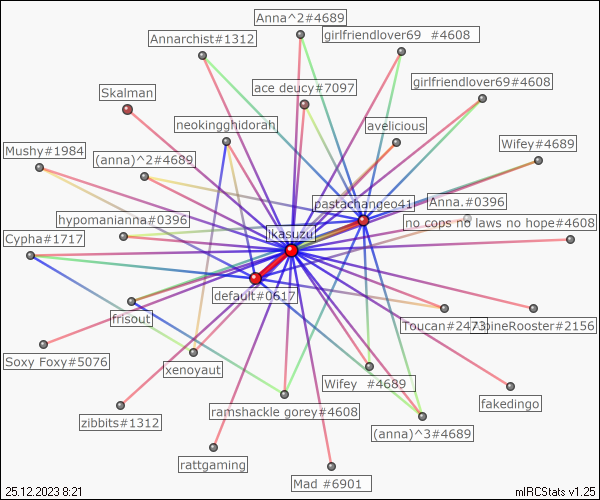 Anna^2#4689
Annarchist#1312
girlfriendlover69 #4608
Skalman
ace deucy#7097
girlfriendlover69#4608
neokingghidorah
avelicious
Mushy#1984
(anna)^2#4689
Wifey#4689
pastachangeo41
Anna.#0396
hypomanianna#0396
no cops no laws no hope#4608
Cypha#1717
jkasuzu
default#0617
frisout
Toucan#2473
pineRooster#2156
Soxy Foxy#5076
xenoyaut
Wifey #4689
fakedingo
zibbits#1312
ramshackle gorey#4608
(anna)^3#4689
rattgaming
Mad #6901
25.12.2023 8:21
mIRCStats v1.25